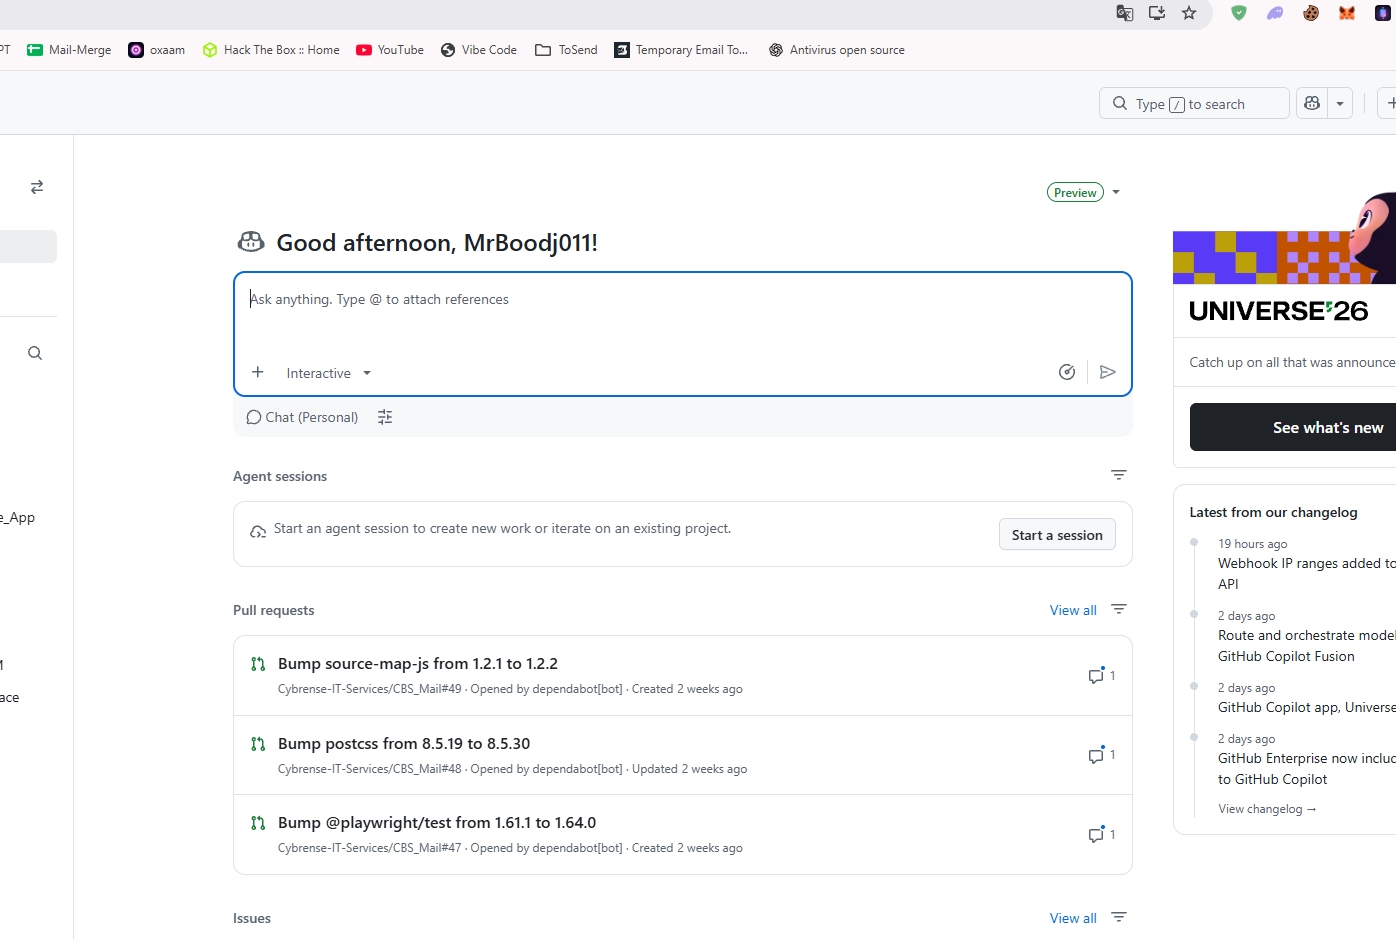 PT Mail-Merge oxaam Hack The Box :: Home YouTube Vibe Code ToSend Temporary Email To... Antivirus open source
Type / to search
Preview
Good afternoon, MrBoodj011!
Ask anything. Type @ to attach references
Interactive
Chat (Personal)
Agent sessions
Start an agent session to create new work or iterate on an existing project.
Start a session
Pull requests
View all
Bump source-map-js from 1.2.1 to 1.2.2
Cybrense-IT-Services/CBS_Mail#49 · Opened by dependabot[bot] · Created 2 weeks ago
1
Bump postcss from 8.5.19 to 8.5.30
Cybrense-IT-Services/CBS_Mail#48 · Opened by dependabot[bot] · Updated 2 weeks ago
1
Bump @playwright/test from 1.61.1 to 1.64.0
Cybrense-IT-Services/CBS_Mail#47 · Opened by dependabot[bot] · Created 2 weeks ago
1
Issues
View all
e_App
M
ace
UNIVERSE'26
Catch up on all that was announce
See what's new
Latest from our changelog
19 hours ago
Webhook IP ranges added to
API
2 days ago
Route and orchestrate model
GitHub Copilot Fusion
2 days ago
GitHub Copilot app, Universe
2 days ago
GitHub Enterprise now includ
to GitHub Copilot
View changelog →